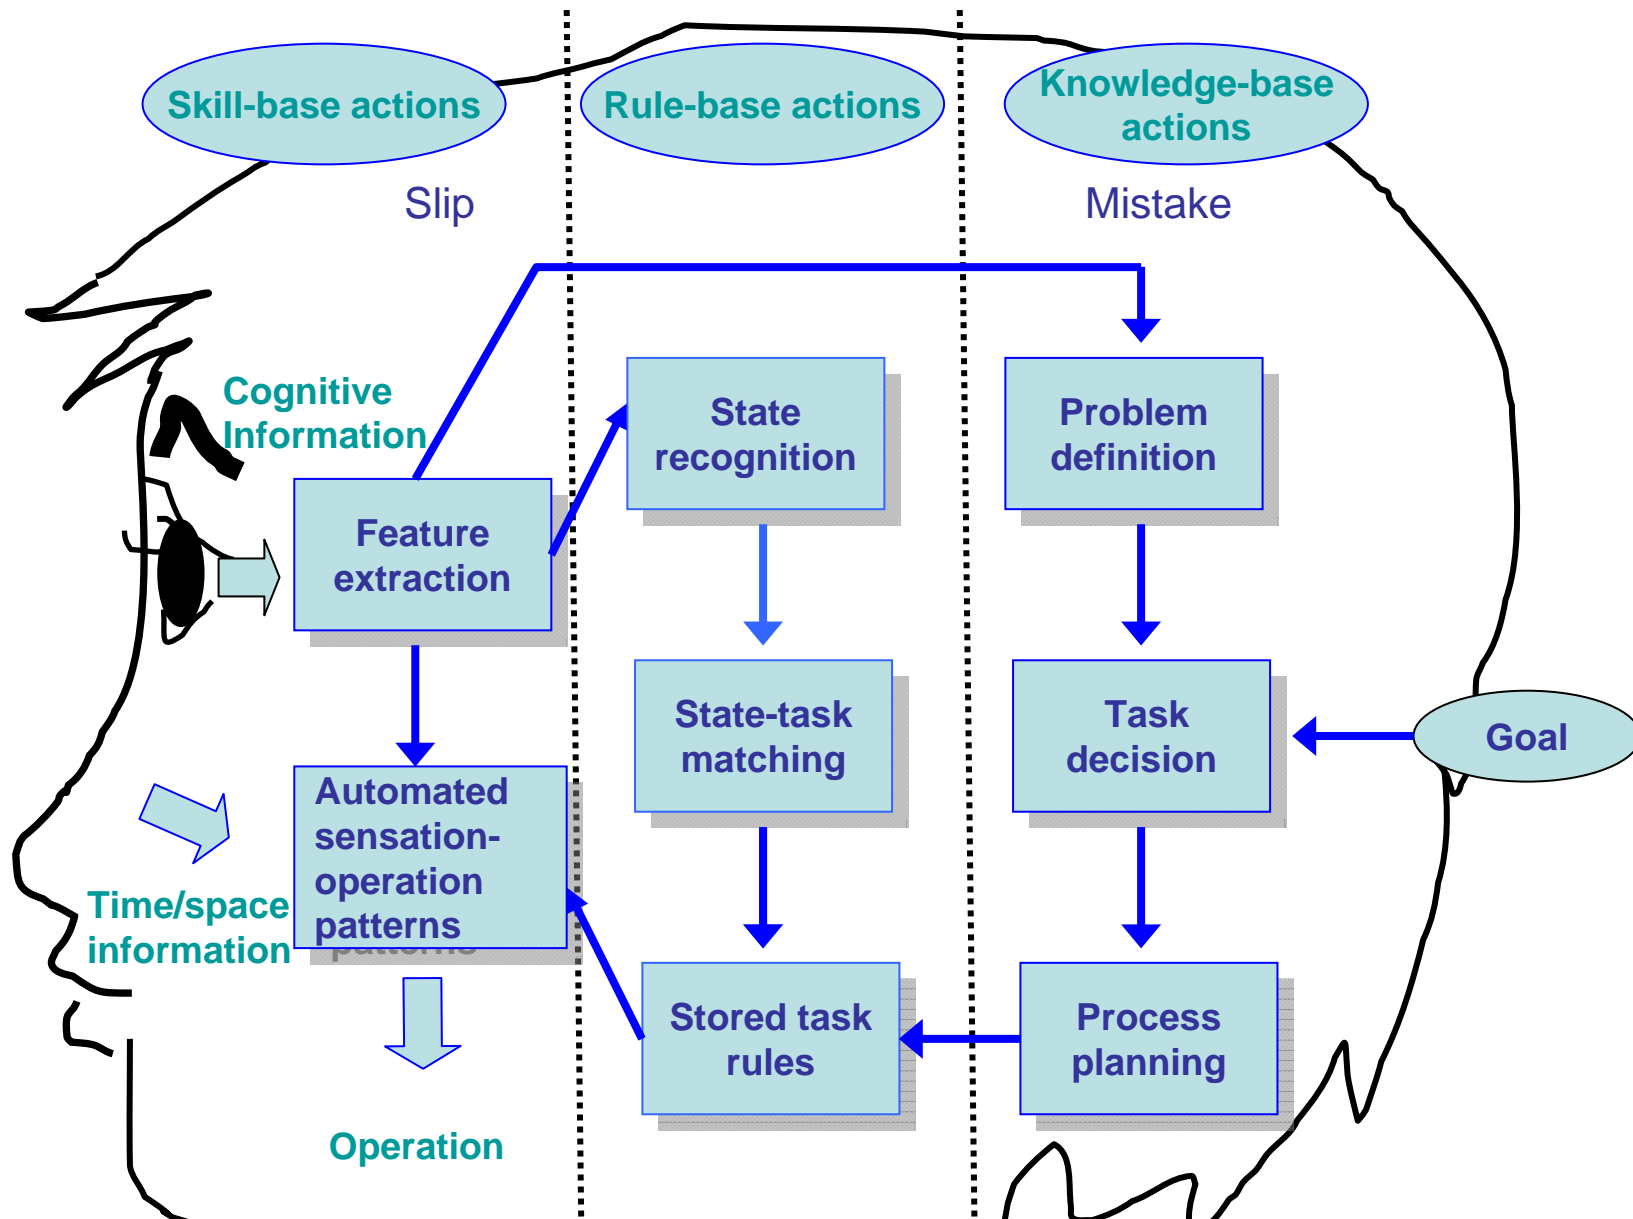 Skill-base actions
Rule-base actions
Knowledge-base
actions
Slip
Mistake
Cognitive
Information
Feature
extraction
State
recognition
Problem
definition
State-task
matching
Task
decision
Goal
Automated
sensation-
operation
patterns
Time/space
information
Stored task
rules
Process
planning
Operation